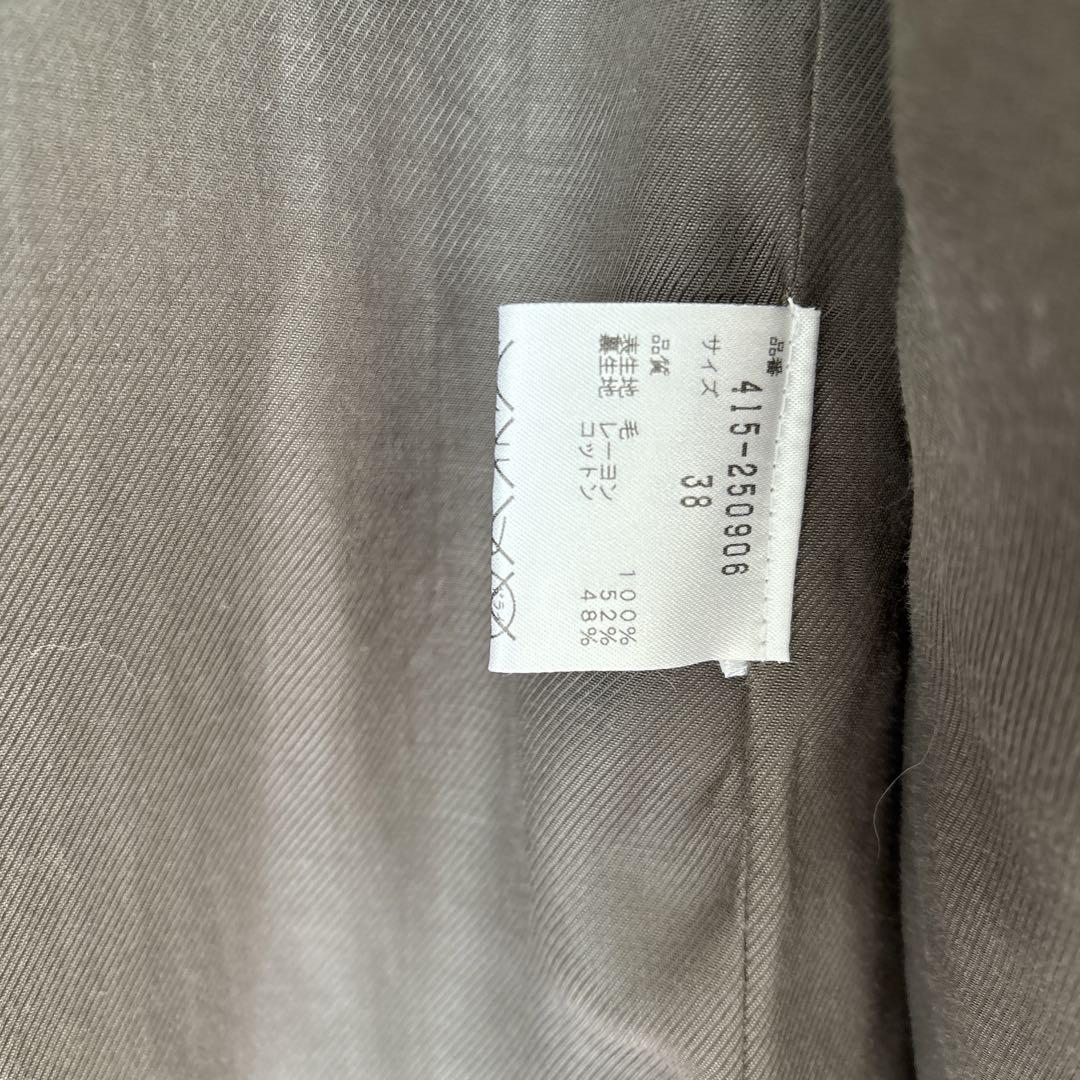 品番 415-250906
サイズ 38
品質
表生地 毛 100%
裏生地 レーヨン 52%
コットン 48%